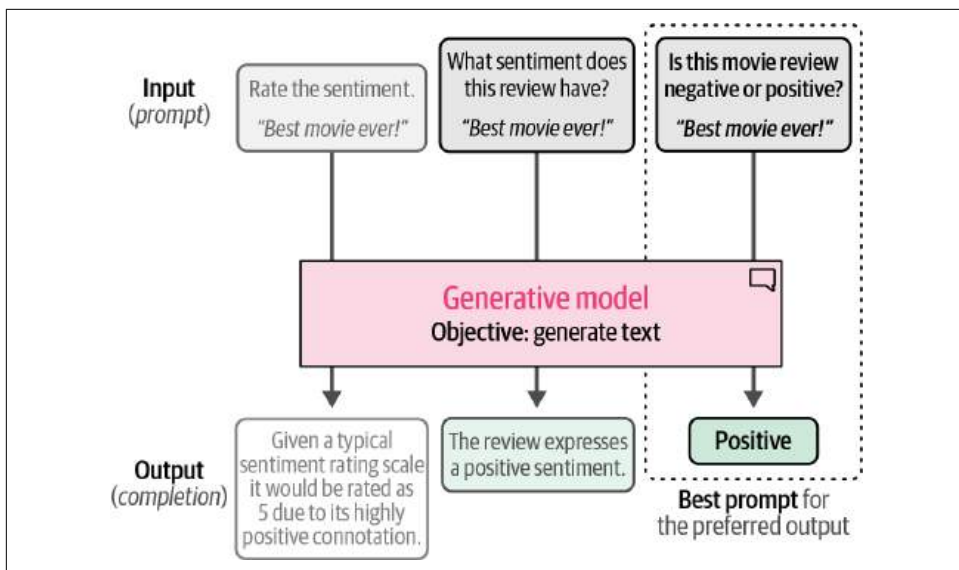 Input
(prompt)
Rate the sentiment.
"Best movie ever!"
What sentiment does
this review have?
"Best movie ever!"
Is this movie review
negative or positive?
"Best movie ever!"
Generative model
Objective: generate text
Output
(completion)
Given a typical
sentiment rating scale
it would be rated as
5 due to its highly
positive connotation.
The review expresses
a positive sentiment.
Positive
Best prompt for
the preferred output